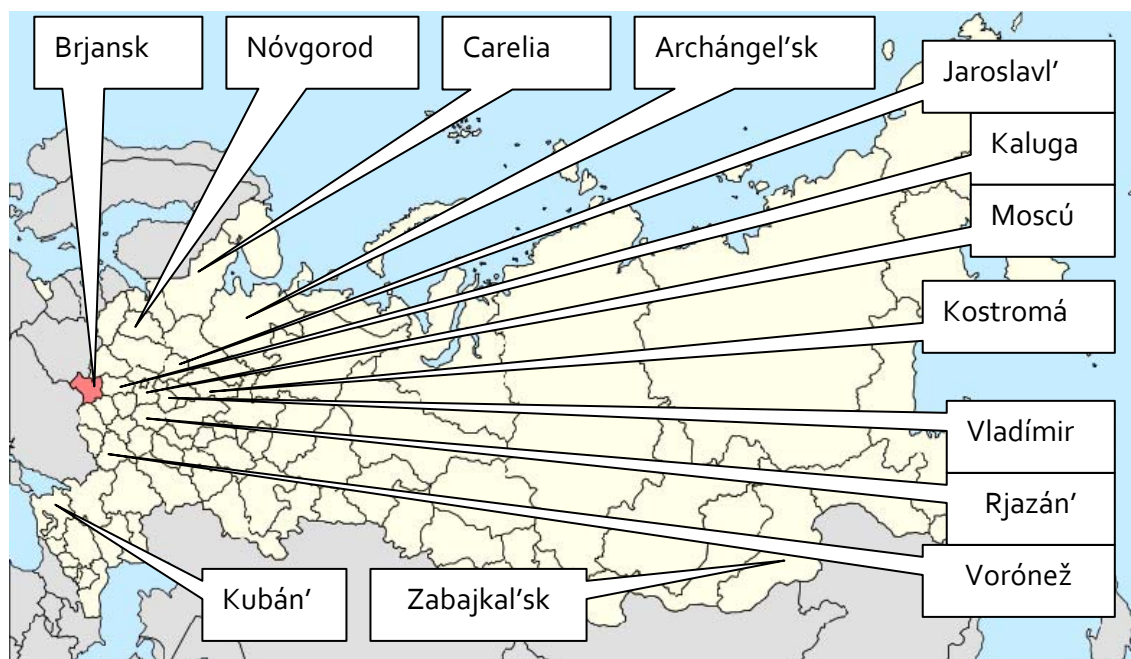 Brjansk
Nóvgorod
Carelia
Archángel’sk
Jaroslavl’
Kaluga
Moscú
Kostromá
Vladímir
Rjazán’
Vorónež
Kubán’
Zabajkal’sk